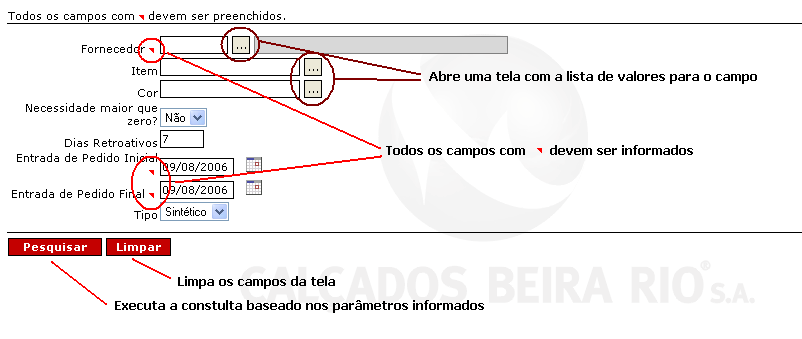 Todos os campos com devem ser preenchidos.
Fornecedor ...
Item ...
Abre uma tela com a lista de valores para o campo
Cor ...
Necessidade maior que
zero? Não
Dias Retroativos 7
Todos os campos com devem ser informados
Entrada de Pedido Inicial
09/08/2006
Entrada de Pedido Final 09/08/2006
Tipo Sintético
Pesquisar Limpar
Limpa os campos da tela
CALCADOS BEIRA RIO® S.A.
Executa a constulta baseado nos parâmetros informados